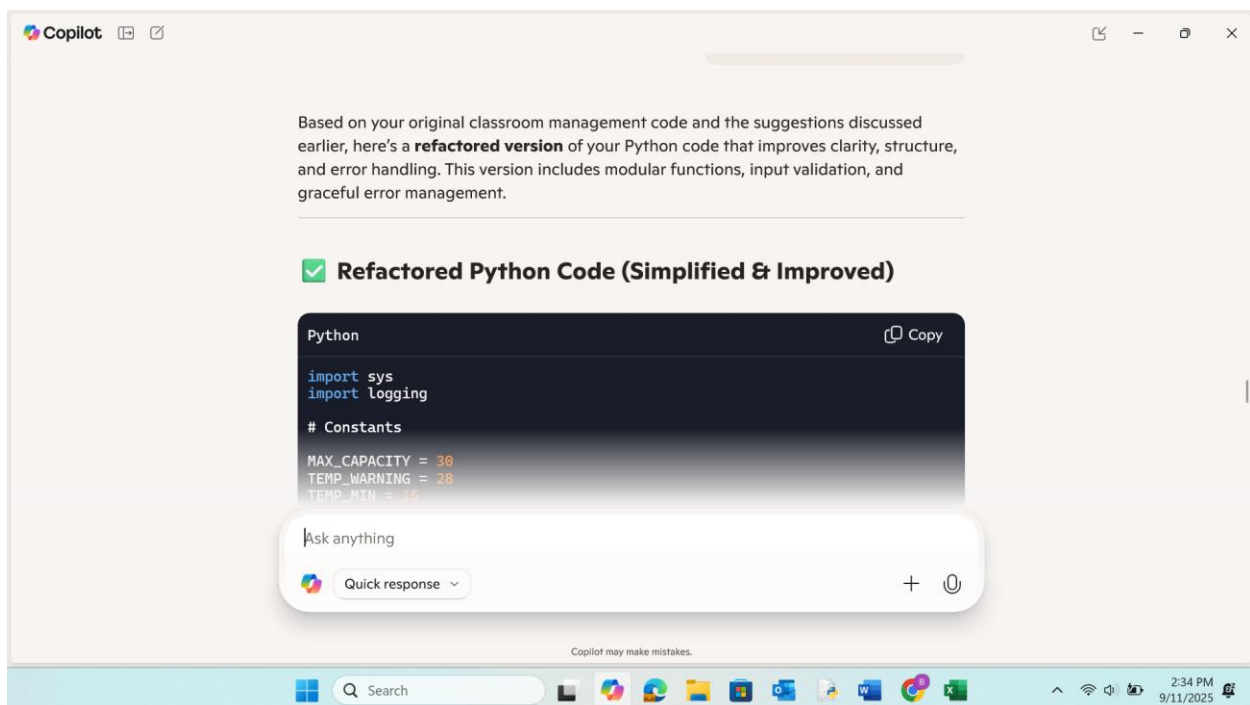 Copilot
Based on your original classroom management code and the suggestions discussed
earlier, here's a refactored version of your Python code that improves clarity, structure,
and error handling. This version includes modular functions, input validation, and
graceful error management.
Refactored Python Code (Simplified & Improved)
Python Copy
import sys
import logging
# Constants
MAX_CAPACITY = 30
TEMP_WARNING = 28
TEMP_MIN = 15
Ask anything
Quick response
Copilot may make mistakes.
Search
2:34 PM
9/11/2025